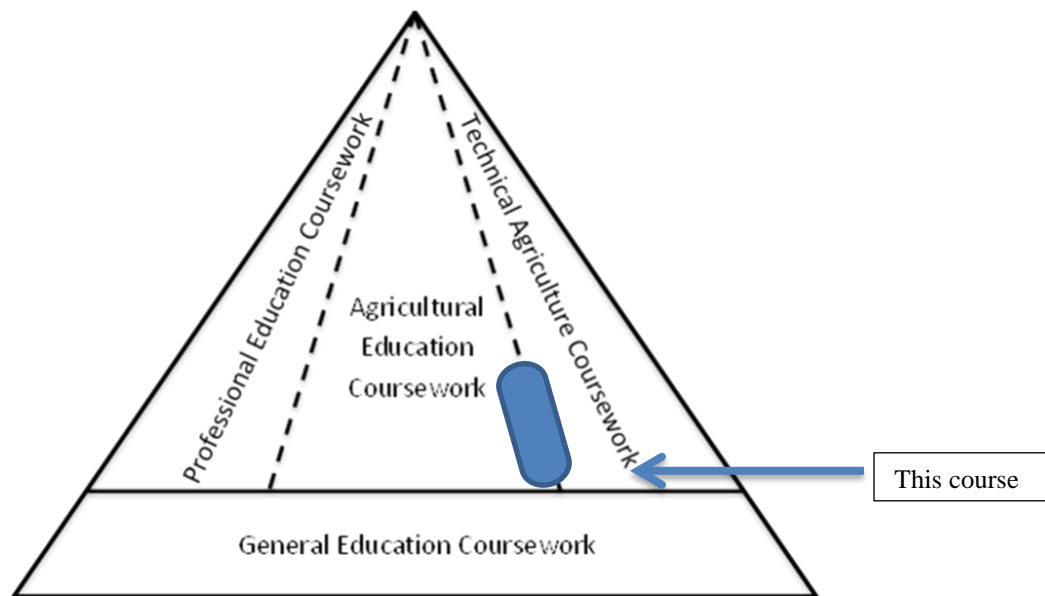 Professional Education Coursework
Technical Agriculture Coursework
Agricultural
Education
Coursework
This course
General Education Coursework